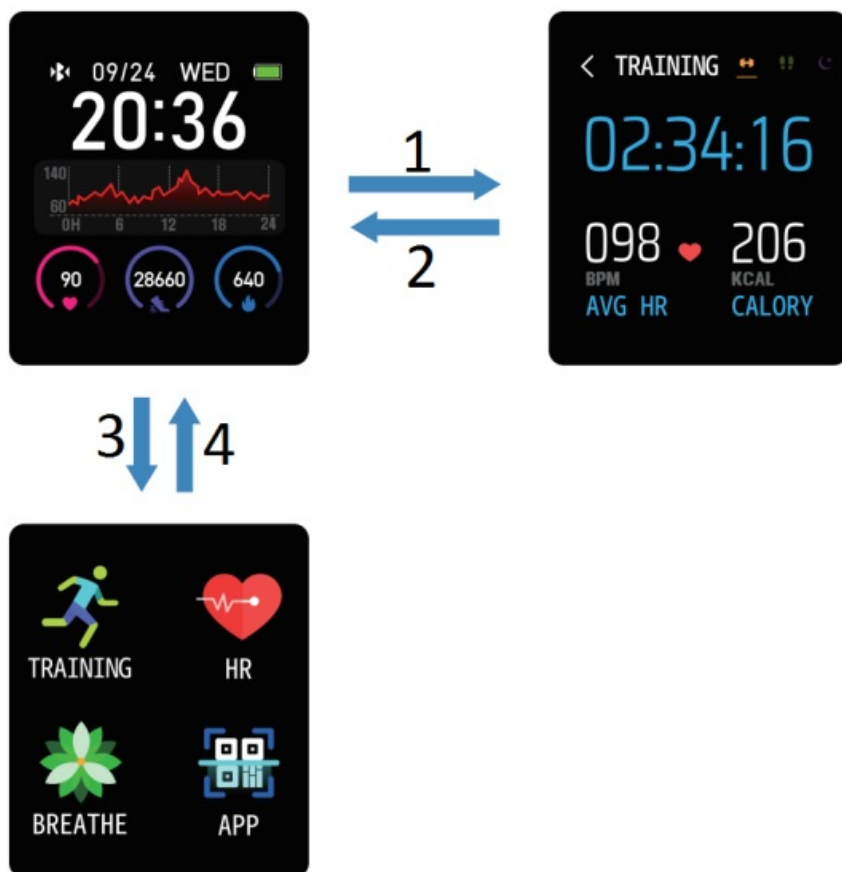 09/24 WED
20:36
140
60
0H 6 12 18 24
90 28660 640
1
2
TRAINING
02:34:16
098 206
BPM KCAL
AVG HR CALORY
3 4
TRAINING HR
BREATHE APP